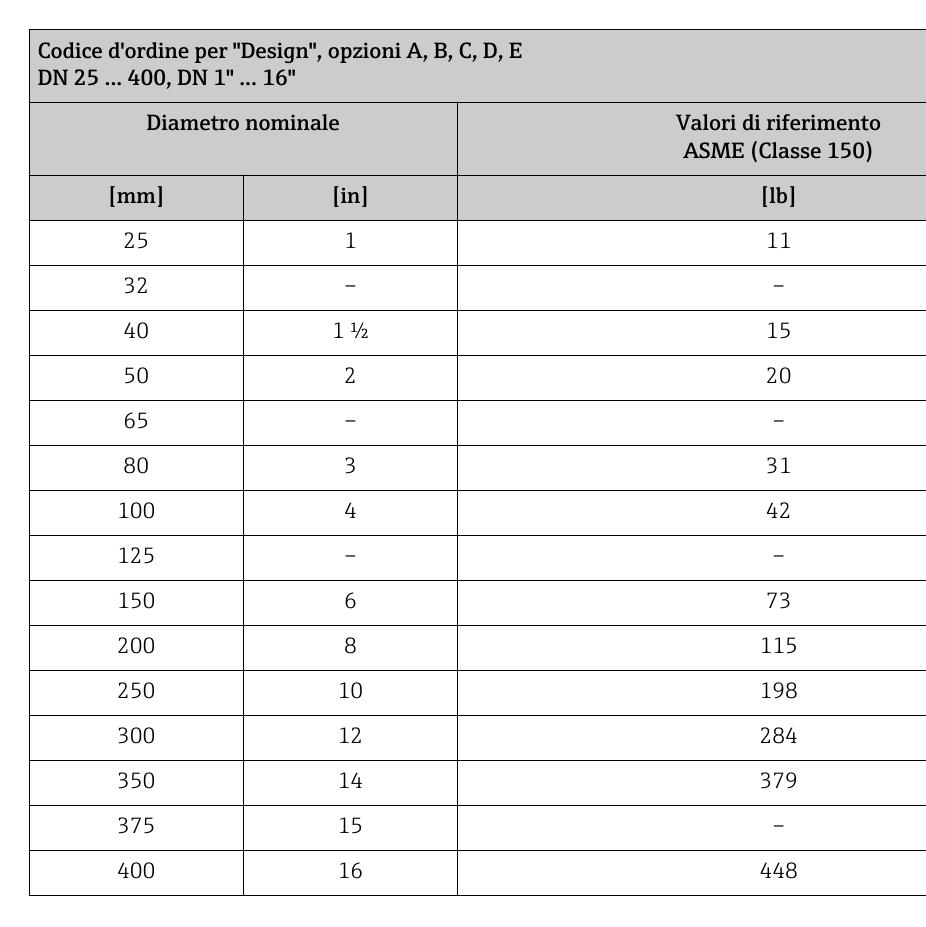 Codice d'ordine per "Design", opzioni A, B, C, D, E
DN 25 ... 400, DN 1" ... 16"
Diametro nominale Valori di riferimento
ASME (Classe 150)
[mm] [in] [lb]
25 1 11
32 – –
40 1 ½ 15
50 2 20
65 – –
80 3 31
100 4 42
125 – –
150 6 73
200 8 115
250 10 198
300 12 284
350 14 379
375 15 –
400 16 448